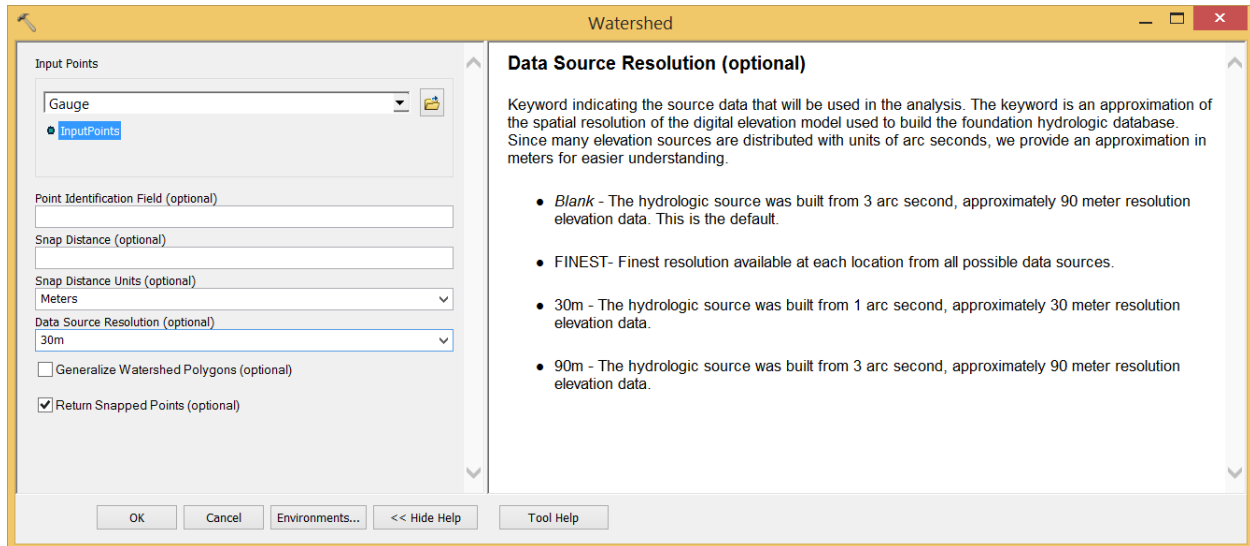 Watershed
Input Points
Gauge
InputPoints
Point Identification Field (optional)
Snap Distance (optional)
Snap Distance Units (optional)
Meters
Data Source Resolution (optional)
30m
Generalize Watershed Polygons (optional)
Return Snapped Points (optional)
OK
Cancel
Environments...
<< Hide Help
Tool Help
Data Source Resolution (optional)
Keyword indicating the source data that will be used in the analysis. The keyword is an approximation of
the spatial resolution of the digital elevation model used to build the foundation hydrologic database.
Since many elevation sources are distributed with units of arc seconds, we provide an approximation in
meters for easier understanding.
● Blank - The hydrologic source was built from 3 arc second, approximately 90 meter resolution
elevation data. This is the default.
● FINEST- Finest resolution available at each location from all possible data sources.
● 30m - The hydrologic source was built from 1 arc second, approximately 30 meter resolution
elevation data.
● 90m - The hydrologic source was built from 3 arc second, approximately 90 meter resolution
elevation data.